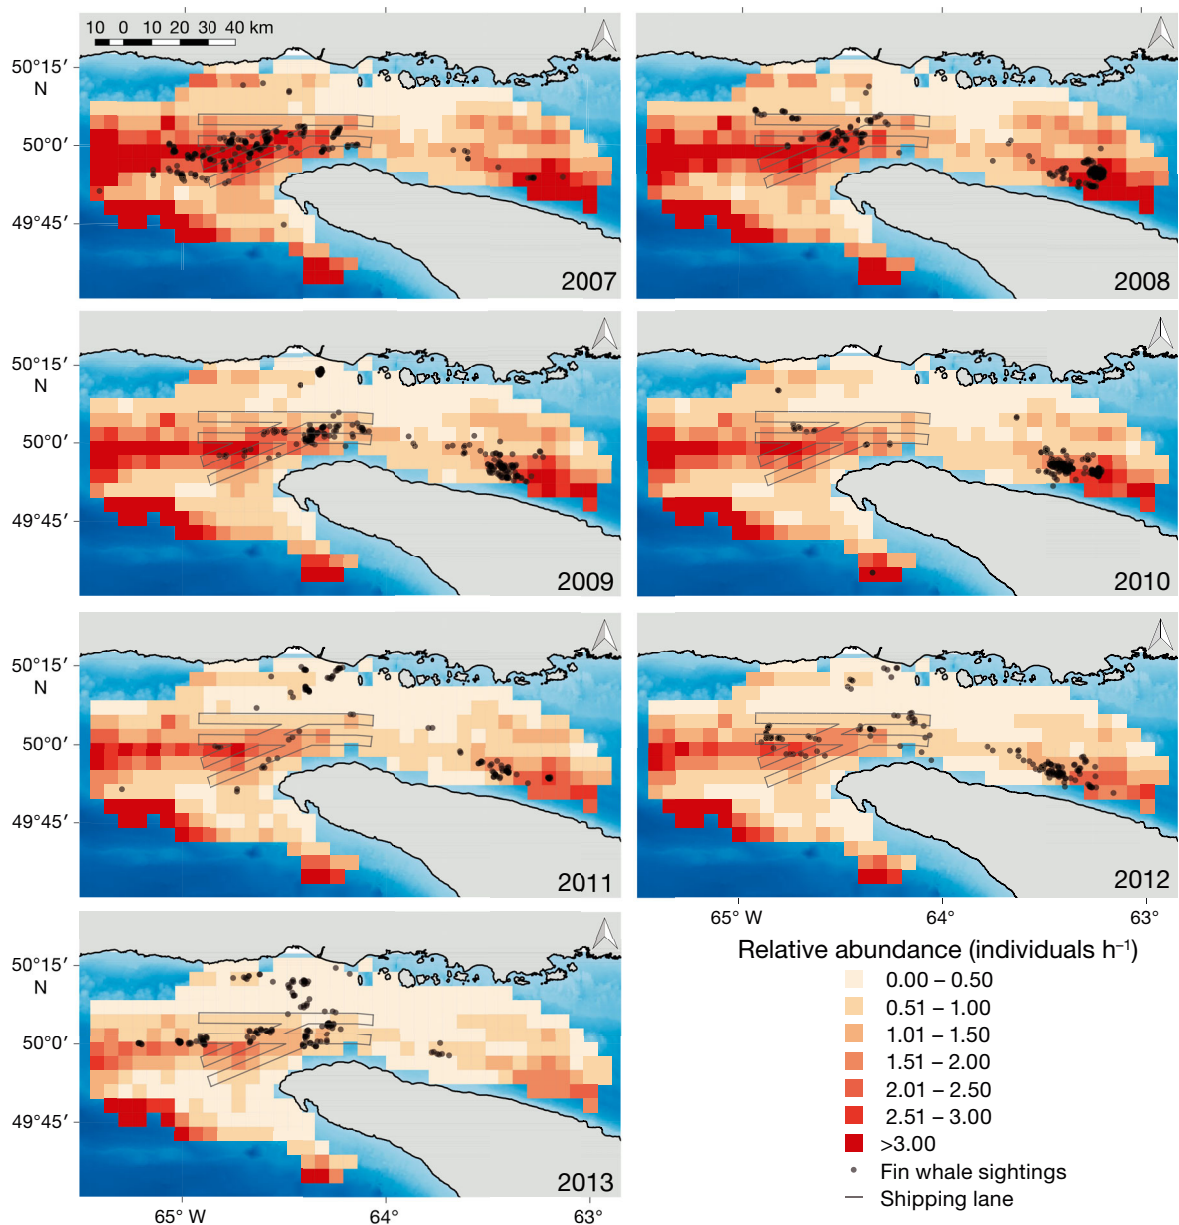 10 0 10 20 30 40 km
50°15′
N
50°0′
49°45′
2007
2008
50°15′
N
50°0′
49°45′
2009
2010
50°15′
N
50°0′
49°45′
2011
2012
65° W 64° 63°
50°15′
N
50°0′
49°45′
2013
65° W 64° 63°
Relative abundance (individuals h⁻¹)
0.00 – 0.50
0.51 – 1.00
1.01 – 1.50
1.51 – 2.00
2.01 – 2.50
2.51 – 3.00
>3.00
Fin whale sightings
Shipping lane